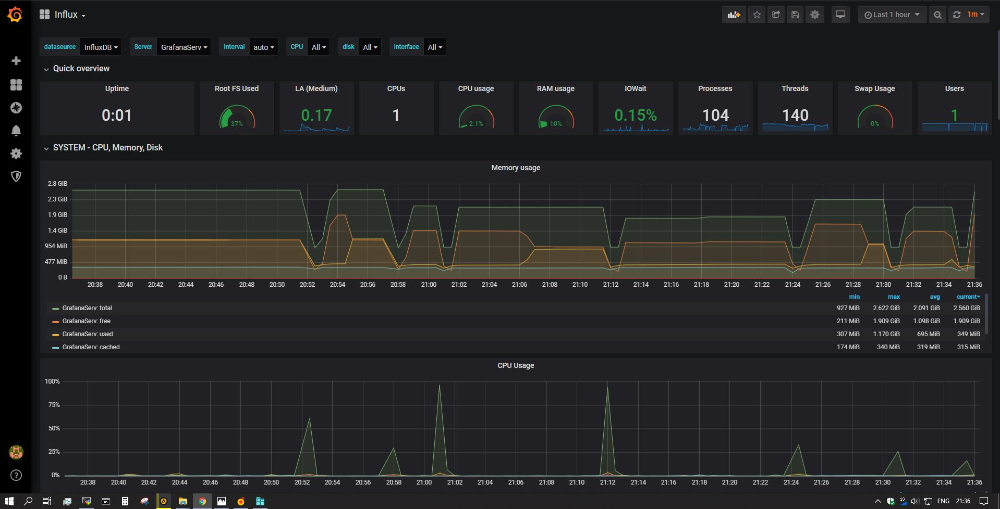 Influx
Last 1 hour 1m
datasource InfluxDB Server GrafanaServ Interval auto CPU All disk All interface All
Quick overview
Uptime Root FS Used LA (Medium) CPUs CPU usage RAM usage IOWait Processes Threads Swap Usage Users
0:01 37% 0.17 1 2.1% 10% 0.15% 104 140 0% 1
SYSTEM - CPU, Memory, Disk
Memory usage
2.8 GiB
2.3 GiB
1.9 GiB
1.4 GiB
954 MiB
477 MiB
0 B
20:38 20:40 20:42 20:44 20:46 20:48 20:50 20:52 20:54 20:56 20:58 21:00 21:02 21:04 21:06 21:08 21:10 21:12 21:14 21:16 21:18 21:20 21:22 21:24 21:26 21:28 21:30 21:32 21:34 21:36
min max avg current
GrafanaServ: total 927 MiB 2.622 GiB 2.091 GiB 2.560 GiB
GrafanaServ: free 211 MiB 1.909 GiB 1.098 GiB 1.909 GiB
GrafanaServ: used 307 MiB 1.170 GiB 695 MiB 349 MiB
GrafanaServ: cached 174 MiB 340 MiB 319 MiB 315 MiB
CPU Usage
100%
75%
50%
25%
0%
20:38 20:40 20:42 20:44 20:46 20:48 20:50 20:52 20:54 20:56 20:58 21:00 21:02 21:04 21:06 21:08 21:10 21:12 21:14 21:16 21:18 21:20 21:22 21:24 21:26 21:28 21:30 21:32 21:34 21:36
13 ENG 21:36